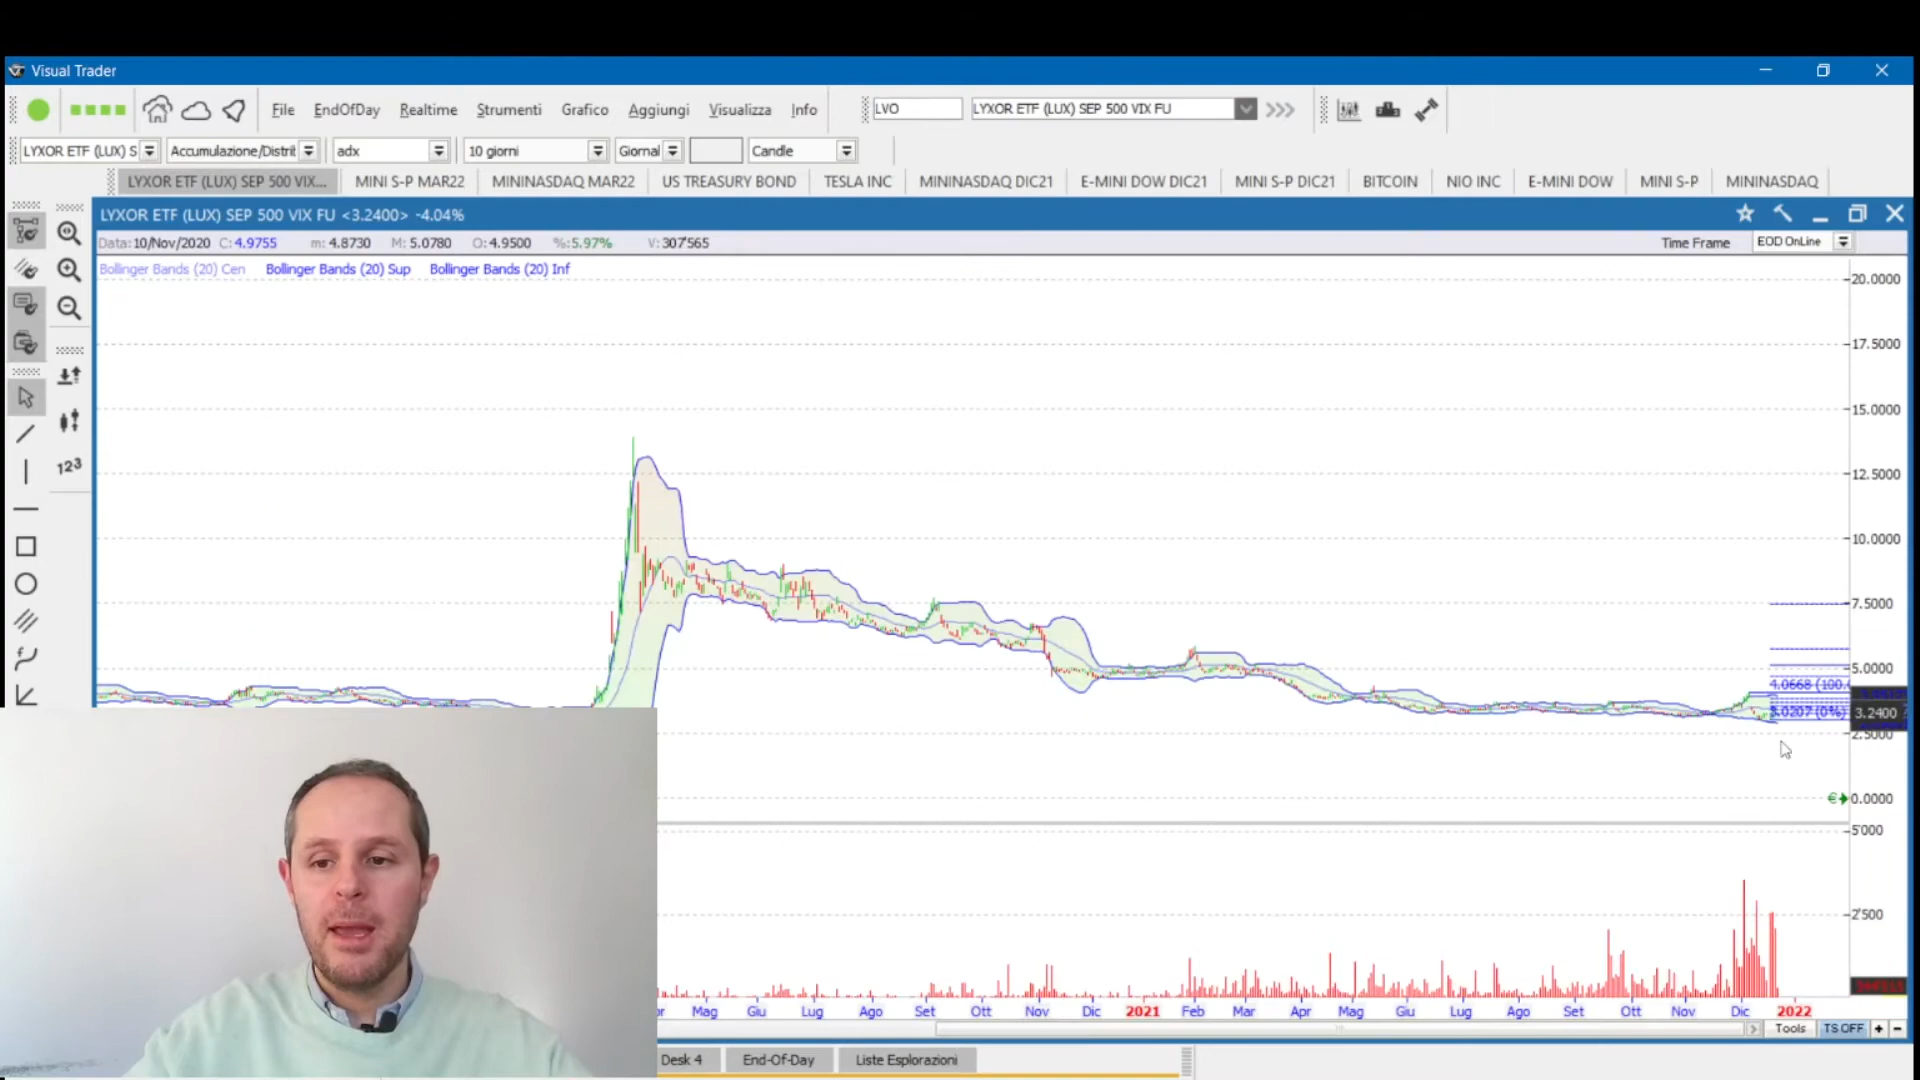 Visual Trader
File EndOfDay Realtime Strumenti Grafico Aggiungi Visualizza Info LVO LYXOR ETF (LUX) SEP 500 VIX FU
LYXOR ETF (LUX) S Accumulazione/Distrit adx 10 giorni Giornal Candle
LYXOR ETF (LUX) SEP 500 VIX... MINI S-P MAR22 MININASDAQ MAR22 US TREASURY BOND TESLA INC MININASDAQ DIC21 E-MINI DOW DIC21 MINI S-P DIC21 BITCOIN NIO INC E-MINI DOW MINI S-P MININASDAQ
LYXOR ETF (LUX) SEP 500 VIX FU <3.2400> -4.04%
Data: 10/Nov/2020 C: 4.9755 m: 4.8730 M: 5.0780 O: 4.9500 %: 5.97% V: 307'565 Time Frame EOD OnLine
Bollinger Bands (20) Cen Bollinger Bands (20) Sup Bollinger Bands (20) Inf
20.0000
17.5000
15.0000
12.5000
123
10.0000
7.5000
5.0000
4.0668 (100.
3.0207 (0%) 3.2400
2.5000
€ 0.0000
5'000
2'500
Mag Giu Lug Ago Set Ott Nov Dic 2021 Feb Mar Apr Mag Giu Lug Ago Set Ott Nov Dic 2022
Tools TS OFF + -
Desk 4 End-Of-Day Liste Esplorazioni